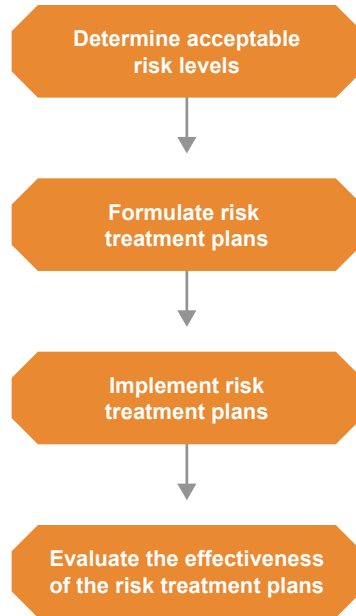 Determine acceptable
risk levels
Formulate risk
treatment plans
Implement risk
treatment plans
Evaluate the effectiveness
of the risk treatment plans